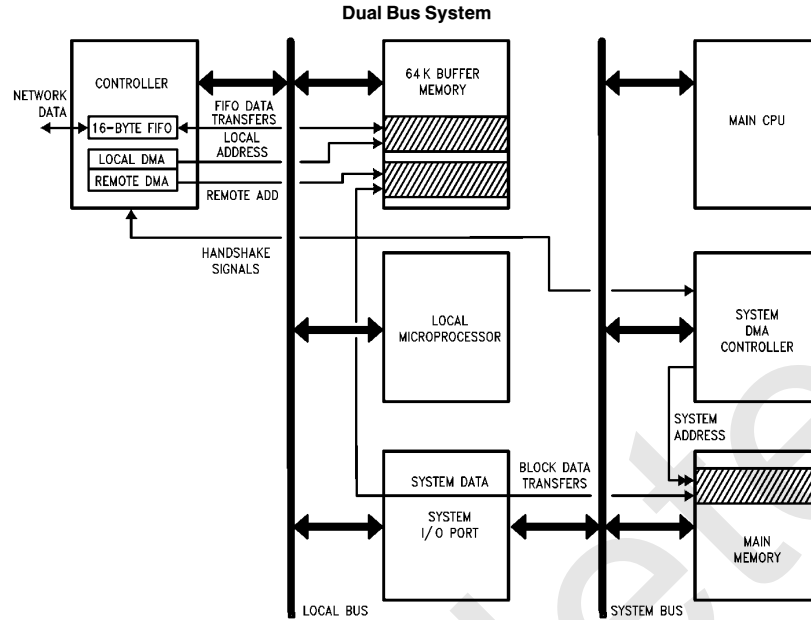 Dual Bus System
CONTROLLER
NETWORK
DATA
16-BYTE FIFO
LOCAL DMA
REMOTE DMA
FIFO DATA
TRANSFERS
LOCAL
ADDRESS
REMOTE ADD
64K BUFFER
MEMORY
MAIN CPU
HANDSHAKE
SIGNALS
LOCAL
MICROPROCESSOR
SYSTEM
DMA
CONTROLLER
SYSTEM
ADDRESS
SYSTEM DATA
BLOCK DATA
TRANSFERS
SYSTEM
I/O PORT
MAIN
MEMORY
LOCAL BUS
SYSTEM BUS